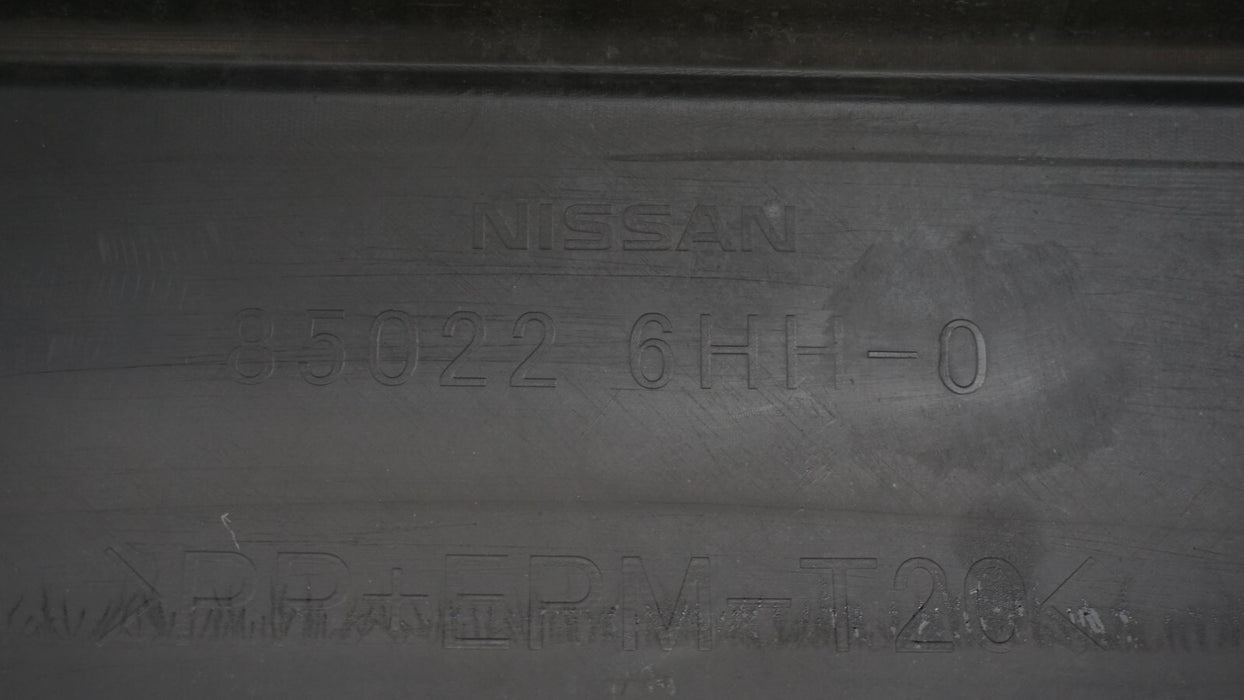 NISSAN
85022 6HH-0
>PP+EPM-T20<